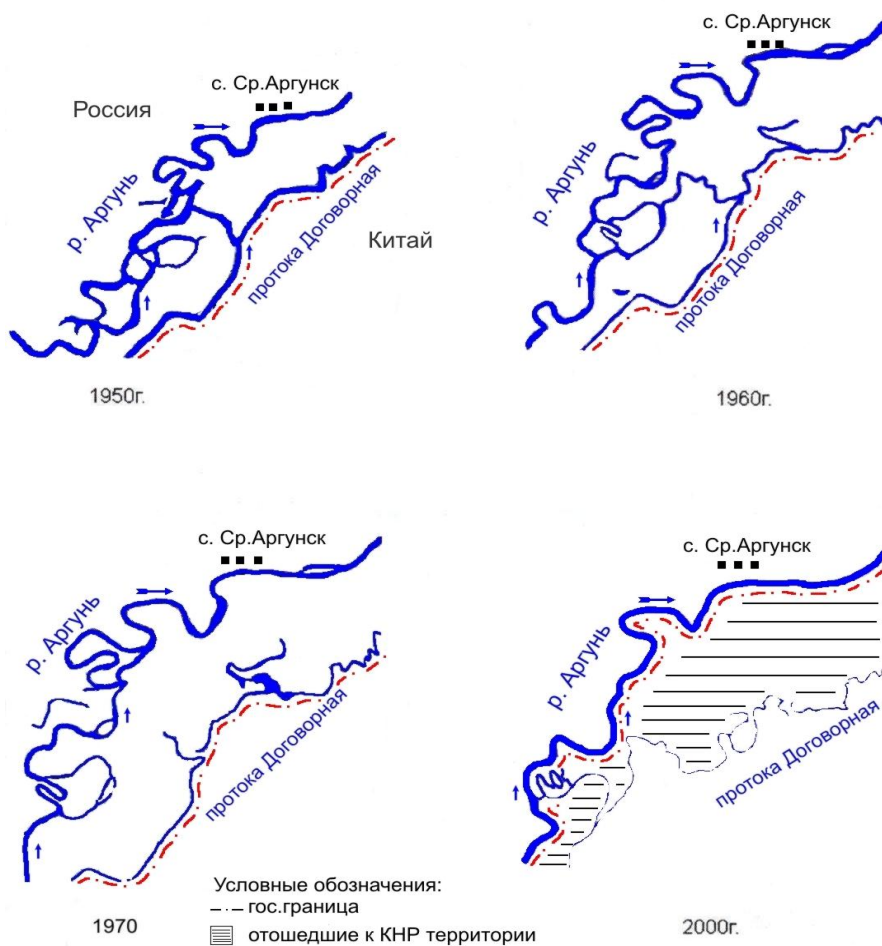 с. Ср.Аргунск
Россия
р. Аргунь
Китай
протока Договорная
1950г.
с. Ср.Аргунск
р. Аргунь
протока Договорная
1960г.
с. Ср.Аргунск
р. Аргунь
протока Договорная
1970
с. Ср.Аргунск
р. Аргунь
протока Договорная
2000г.
Условные обозначения:
гос.граница
отошедшие к КНР территории